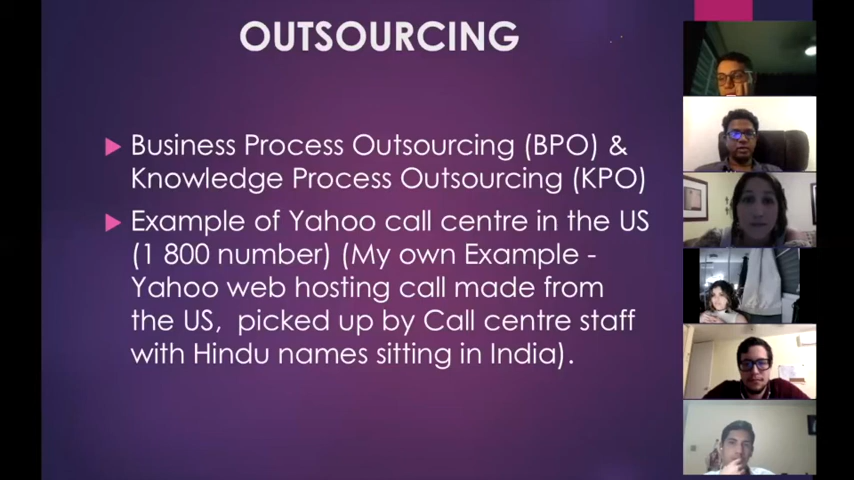 OUTSOURCING
Business Process Outsourcing (BPO) &
Knowledge Process Outsourcing (KPO)
Example of Yahoo call centre in the US
(1 800 number) (My own Example -
Yahoo web hosting call made from
the US, picked up by Call centre staff
with Hindu names sitting in India).